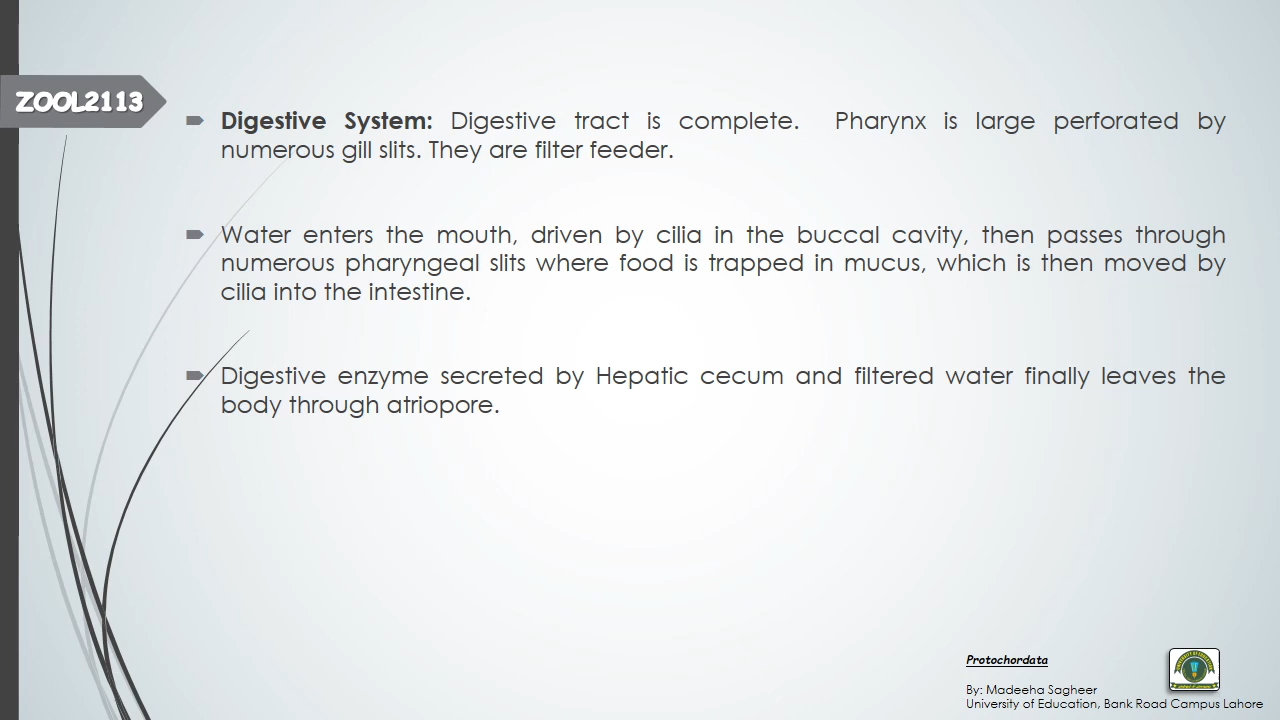 ZOOL2113
Digestive System: Digestive tract is complete. Pharynx is large perforated by
numerous gill slits. They are filter feeder.
Water enters the mouth, driven by cilia in the buccal cavity, then passes through
numerous pharyngeal slits where food is trapped in mucus, which is then moved by
cilia into the intestine.
Digestive enzyme secreted by Hepatic cecum and filtered water finally leaves the
body through atriopore.
Protochordata
By: Madeeha Sagheer
University of Education, Bank Road Campus Lahore